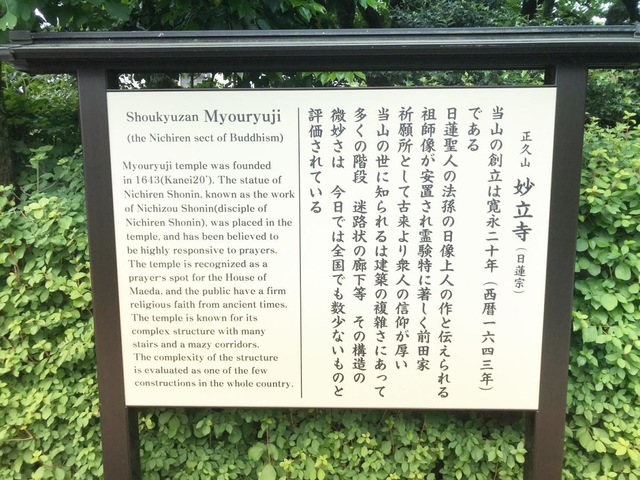 Shoukyuzan Myouryuji
(the Nichiren sect of Buddhism)
Myouryuji temple was founded
in 1643(Kanei20'). The statue of
Nichiren Shonin, known as the work
of Nichizou Shonin(disciple of
Nichiren Shonin), was placed in the
temple, and has been believed to
be highly responsive to prayers.
The temple is recognized as a
prayer's spot for the House of
Maeda, and the public have a firm
religious faith from ancient times.
The temple is known for its
complex structure with many
stairs and a mazy corridors.
The complexity of the structure
is evaluated as one of the few
constructions in the whole country.
正久山 妙立寺(日蓮宗)
当山の創立は寛永二十年(西暦一六四三年)
である
日蓮聖人の法孫の日像上人の作と伝えられる
祖師像が安置され霊験特に著しく前田家
祈願所として古来より衆人の信仰が厚い
当山の世に知られるは建築の複雑さにあって
多くの階段 迷路状の廊下等 その構造の
微妙さは 今日では全国でも数少ないものと
評価されている